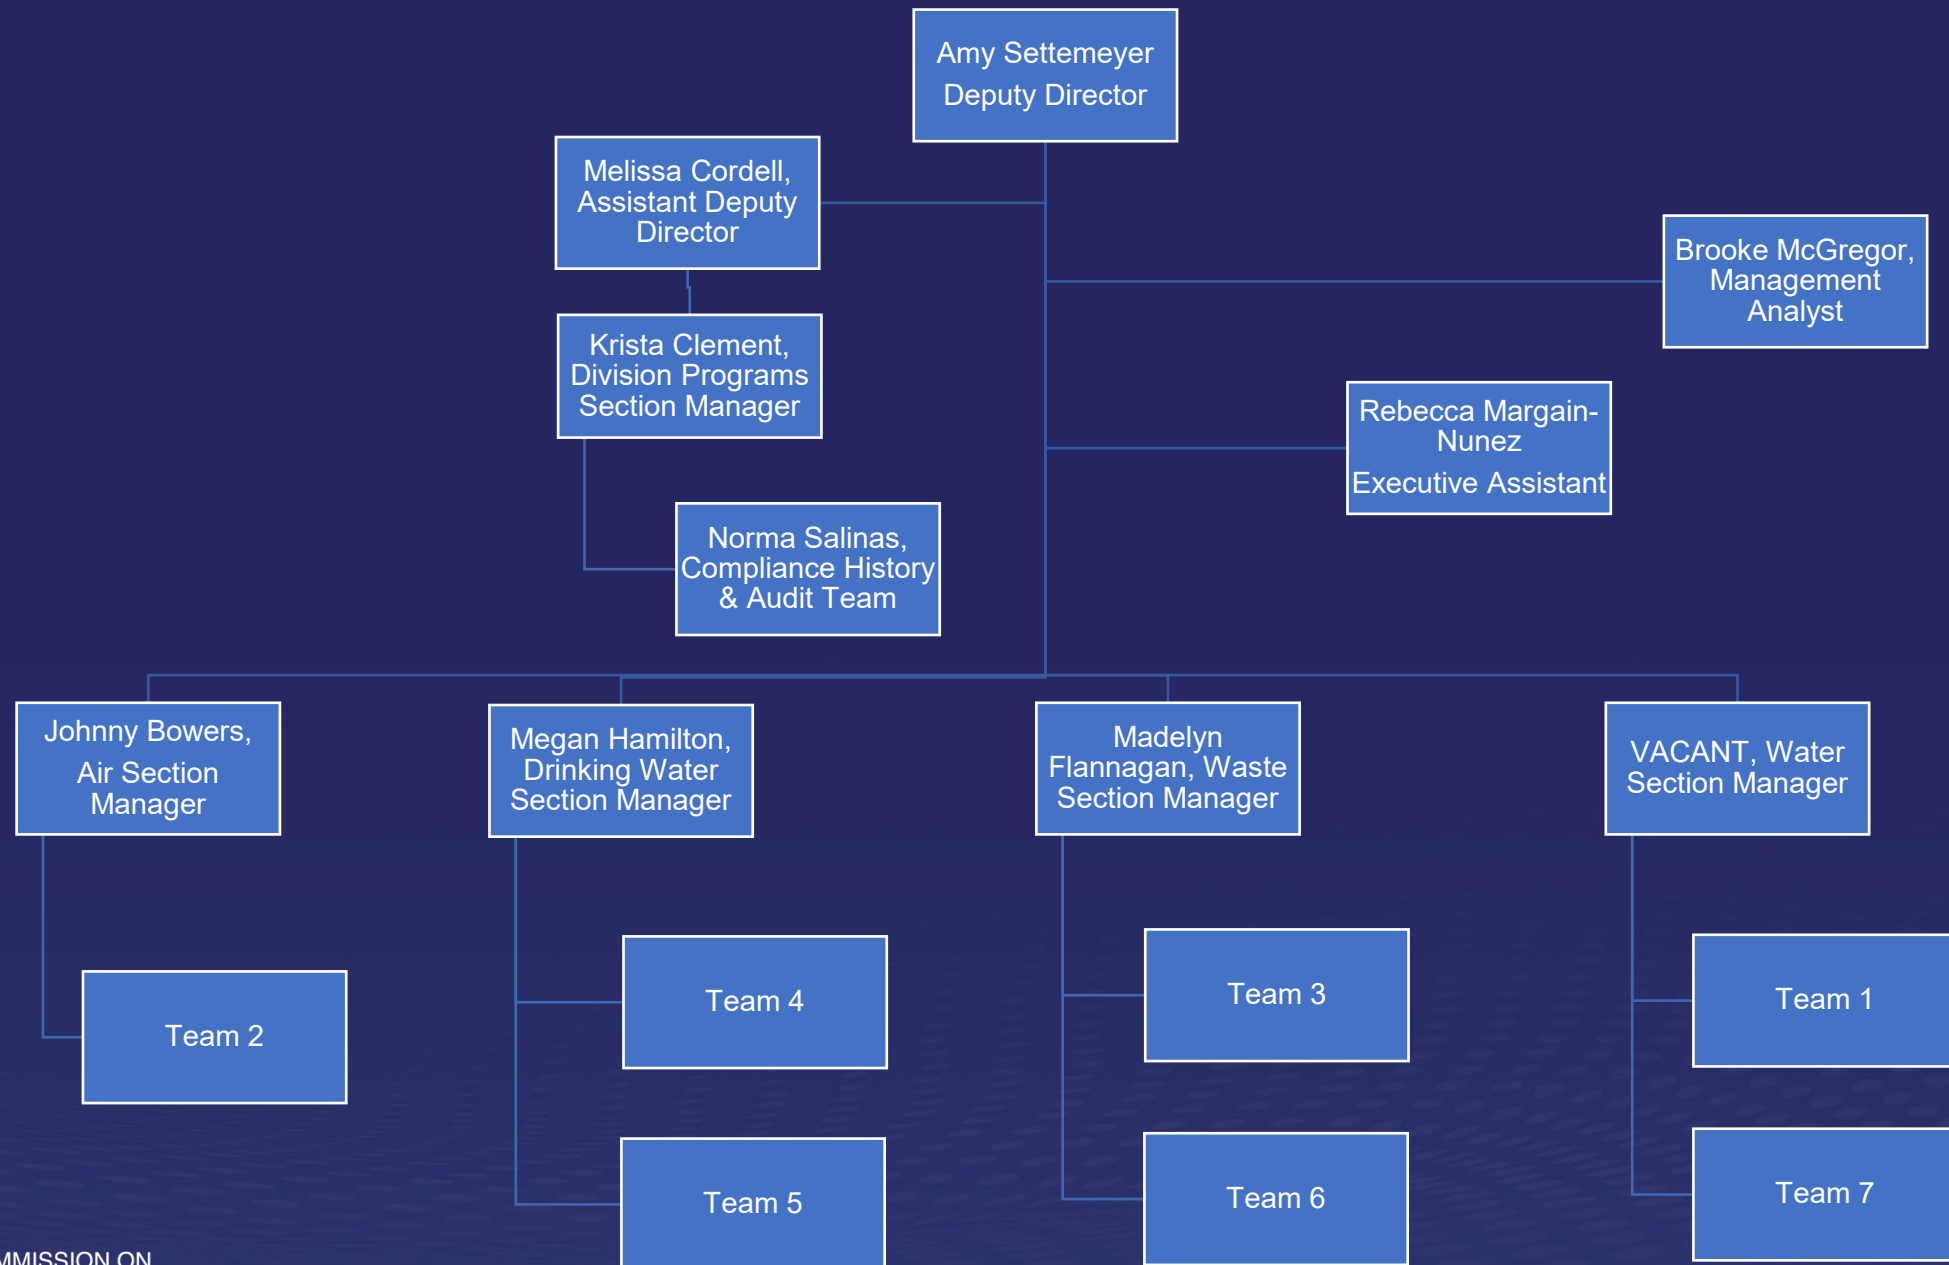 Amy Settemeyer
Deputy Director
Melissa Cordell,
Assistant Deputy
Director
Brooke McGregor,
Management
Analyst
Krista Clement,
Division Programs
Section Manager
Rebecca Margain-
Nunez
Executive Assistant
Norma Salinas,
Compliance History
& Audit Team
Johnny Bowers,
Air Section
Manager
Megan Hamilton,
Drinking Water
Section Manager
Madelyn
Flannagan, Waste
Section Manager
VACANT, Water
Section Manager
Team 2
Team 4
Team 3
Team 1
Team 5
Team 6
Team 7
ON